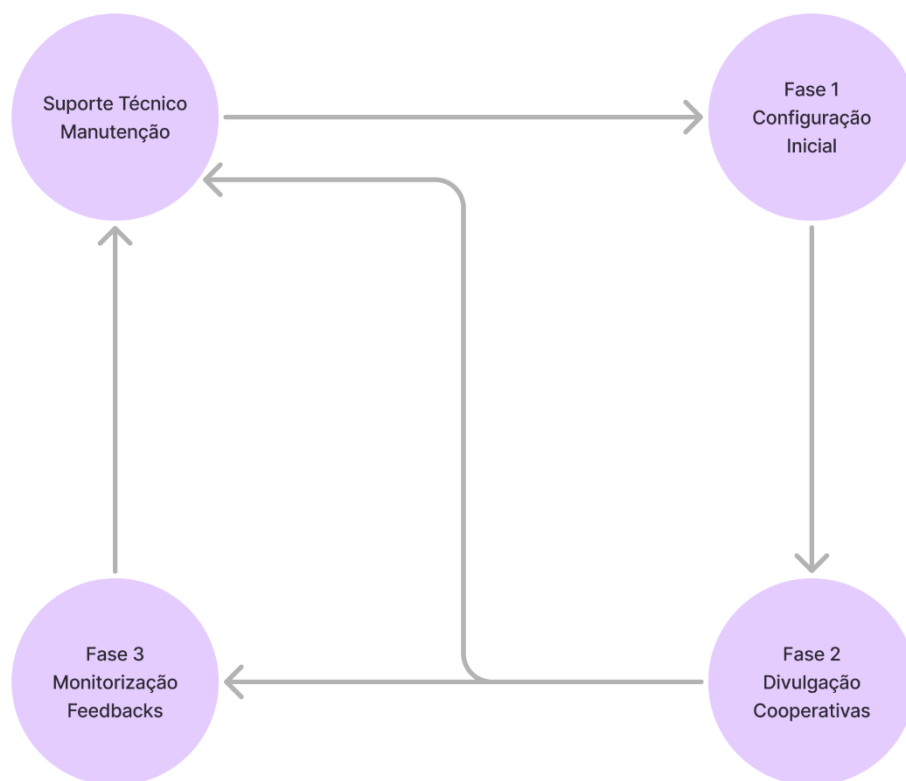 Suporte Técnico
Manutenção
Fase 1
Configuração
Inicial
Fase 3
Monitorização
Feedbacks
Fase 2
Divulgação
Cooperativas